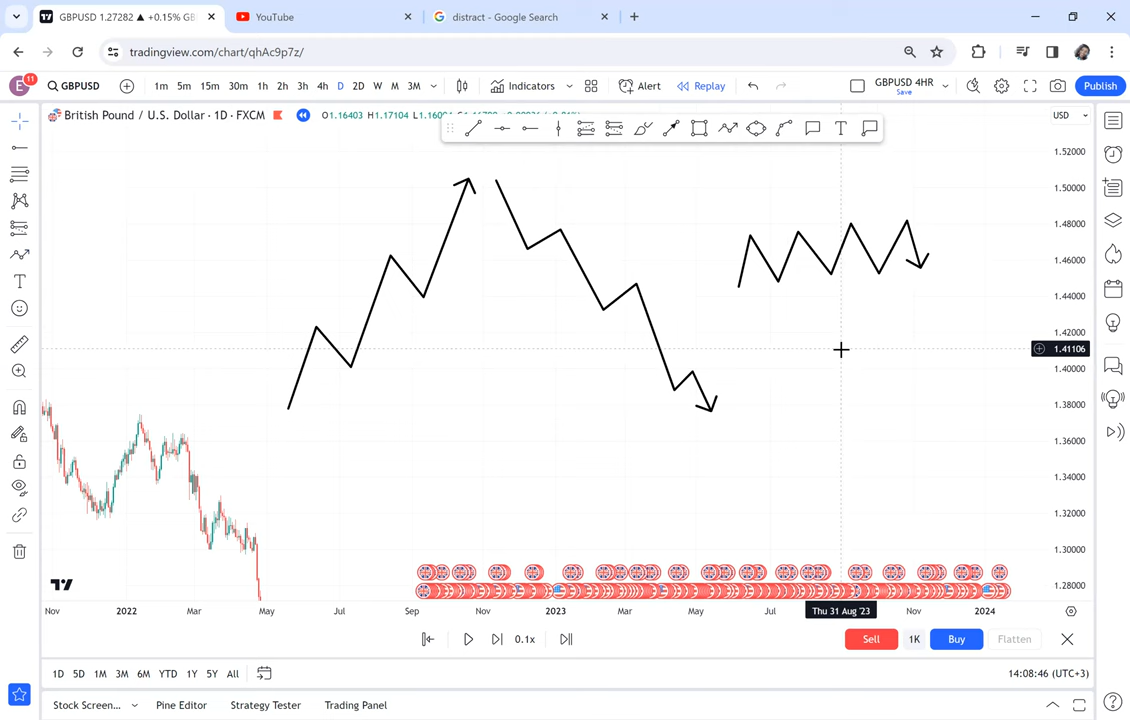 GBPUSD 1.27282 ▲ +0.15% GB
YouTube
distract - Google Search
tradingview.com/chart/qhAc9p7z/
E
11
GBPUSD
1m 5m 15m 30m 1h 2h 3h 4h D 2D W M 3M
Indicators
Alert
Replay
GBPUSD 4HR
Save
Publish
British Pound / U.S. Dollar · 1D · FXCM
O1.16403 H1.17104
USD
1.52000
1.50000
1.48000
1.46000
1.44000
1.42000
1.41106
1.40000
1.38000
1.36000
1.34000
1.32000
1.30000
1.28000
Nov 2022 Mar May Jul Sep Nov 2023 Mar May Jul Thu 31 Aug '23 Nov 2024
0.1x
Sell
1K
Buy
Flatten
1D 5D 1M 3M 6M YTD 1Y 5Y All
14:08:46 (UTC+3)
Stock Screen...
Pine Editor
Strategy Tester
Trading Panel